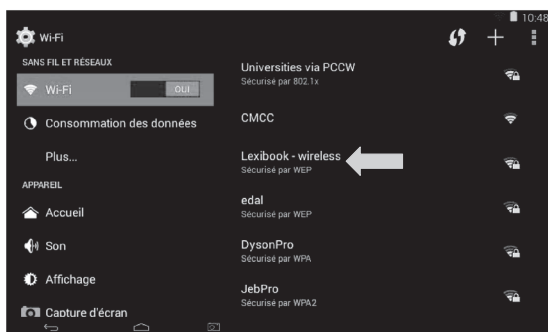 10:48
Wi-Fi
SANS FIL ET RÉSEAUX
Wi-Fi
OUI
Consommation des données
Plus...
APPAREIL
Accueil
Son
Affichage
Capture d'écran
Universities via PCCW
Sécurisé par 802.1x
CMCC
Lexibook - wireless
Sécurisé par WEP
edal
Sécurisé par WEP
DysonPro
Sécurisé par WPA
JebPro
Sécurisé par WPA2